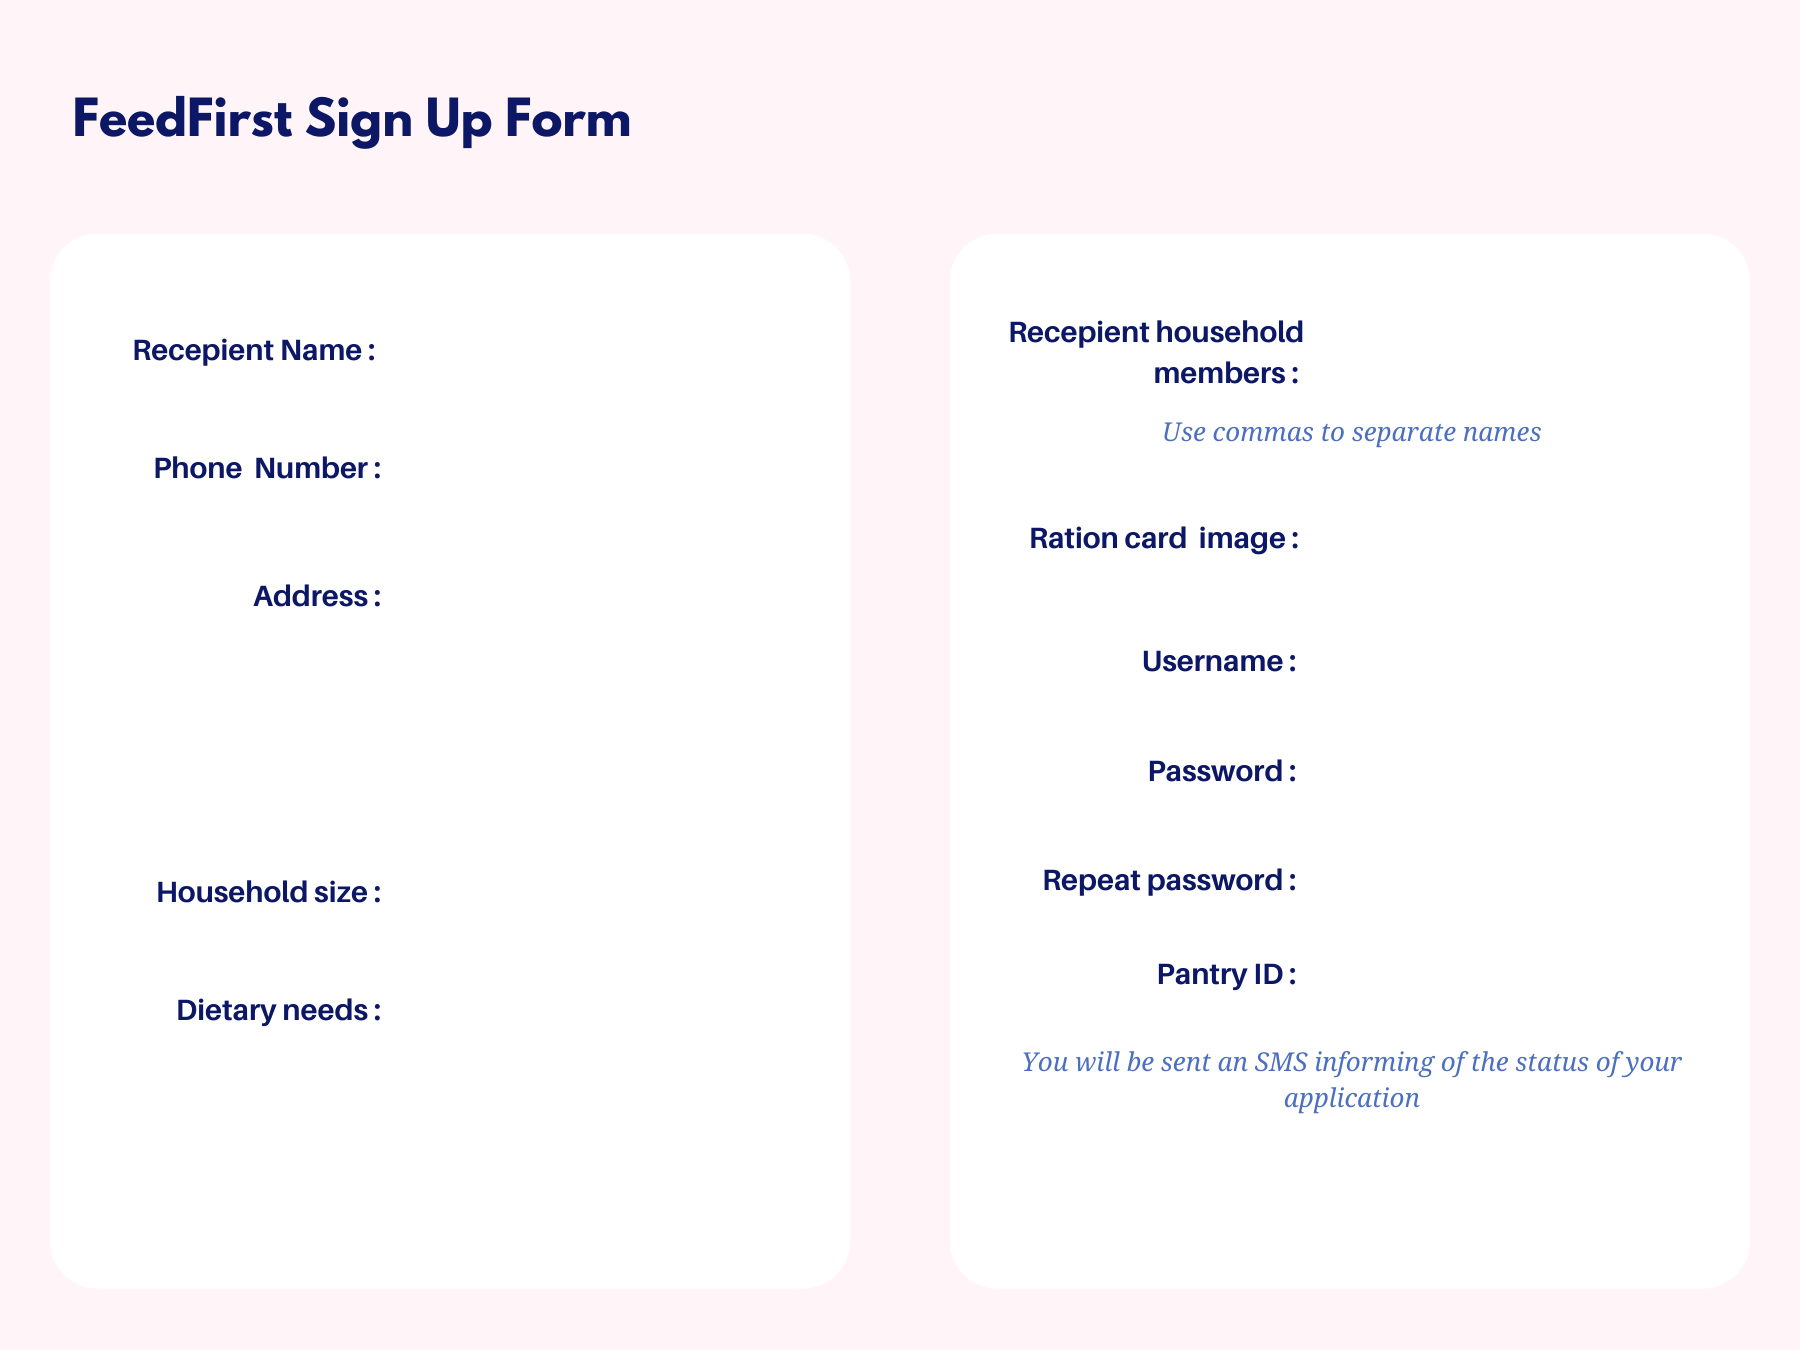 FeedFirst Sign Up Form
Recepient Name :
Phone  Number :
Address :
Household size :
Dietary needs :
Recepient household
members :
Use commas to separate names
Ration card  image :
Username :
Password :
Repeat password :
Pantry ID :
You will be sent an SMS informing of the status of your
application